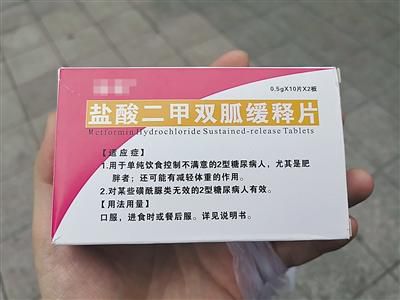 0.5gX10片X2板
盐酸二甲双胍缓释片
Metformin Hydrochloride Sustained-release Tablets
【适应症】
1.用于单纯饮食控制不满意的2型糖尿病人，尤其是肥
胖者；还可能有减轻体重的作用。
2.对某些磺酰脲类无效的2型糖尿病人有效。
【用法用量】
口服，进食时或餐后服。详见说明书。